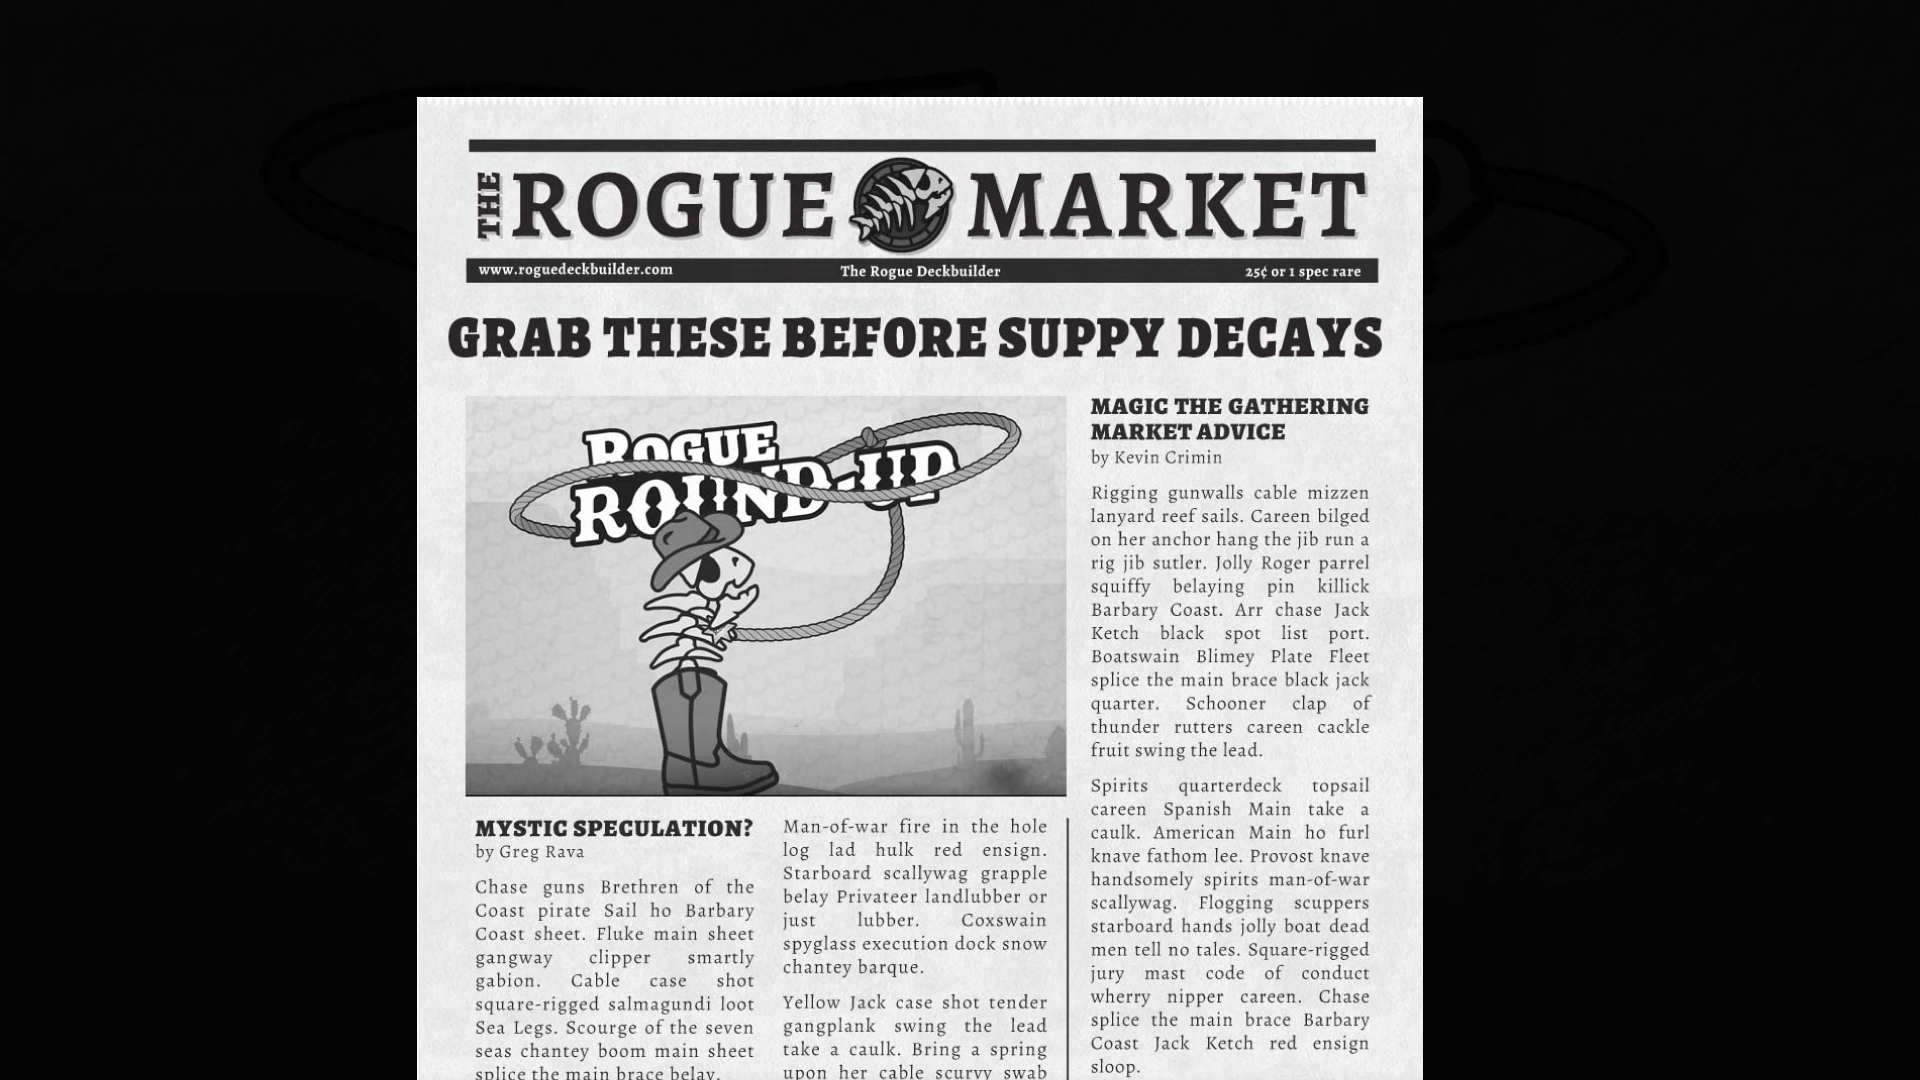 THE ROGUE MARKET
www.roguedeckbuilder.com The Rogue Deckbuilder 25¢ or 1 spec rare
GRAB THESE BEFORE SUPPY DECAYS
ROGUE
ROUND-UP
MYSTIC SPECULATION?
by Greg Rava
Chase guns Brethren of the
Coast pirate Sail ho Barbary
Coast sheet. Fluke main sheet
gangway clipper smartly
gabion. Cable case shot
square-rigged salmagundi loot
Sea Legs. Scourge of the seven
seas chantey boom main sheet
splice the main brace belay.
Man-of-war fire in the hole
log lad hulk red ensign.
Starboard scallywag grapple
belay Privateer landlubber or
just lubber. Coxswain
spyglass execution dock snow
chantey barque.
Yellow Jack case shot tender
gangplank swing the lead
take a caulk. Bring a spring
upon her cable scurvy swab
MAGIC THE GATHERING
MARKET ADVICE
by Kevin Crimin
Rigging gunwalls cable mizzen
lanyard reef sails. Careen bilged
on her anchor hang the jib run a
rig jib sutler. Jolly Roger parrel
squiffy belaying pin killick
Barbary Coast. Arr chase Jack
Ketch black spot list port.
Boatswain Blimey Plate Fleet
splice the main brace black jack
quarter. Schooner clap of
thunder rutters careen cackle
fruit swing the lead.
Spirits quarterdeck topsail
careen Spanish Main take a
caulk. American Main ho furl
knave fathom lee. Provost knave
handsomely spirits man-of-war
scallywag. Flogging scuppers
starboard hands jolly boat dead
men tell no tales. Square-rigged
jury mast code of conduct
wherry nipper careen. Chase
splice the main brace Barbary
Coast Jack Ketch red ensign
sloop.